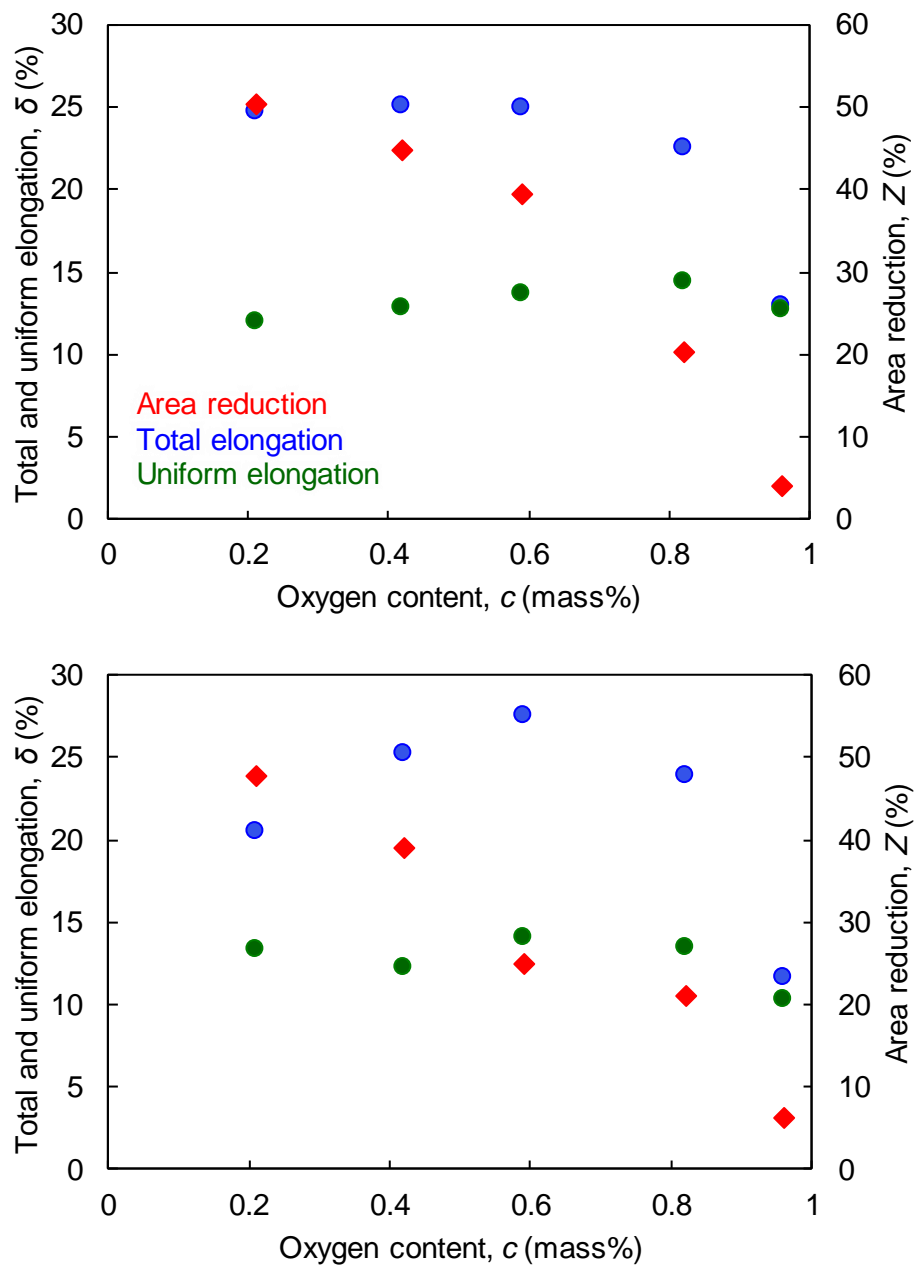 30
25
20
15
10
5
0
Total and uniform elongation, δ (%)
60
50
40
30
20
10
0
Area reduction, Z (%)
Area reduction
Total elongation
Uniform elongation
0 0.2 0.4 0.6 0.8 1
Oxygen content, c (mass%)
30
25
20
15
10
5
0
Total and uniform elongation, δ (%)
60
50
40
30
20
10
0
Area reduction, Z (%)
0 0.2 0.4 0.6 0.8 1
Oxygen content, c (mass%)